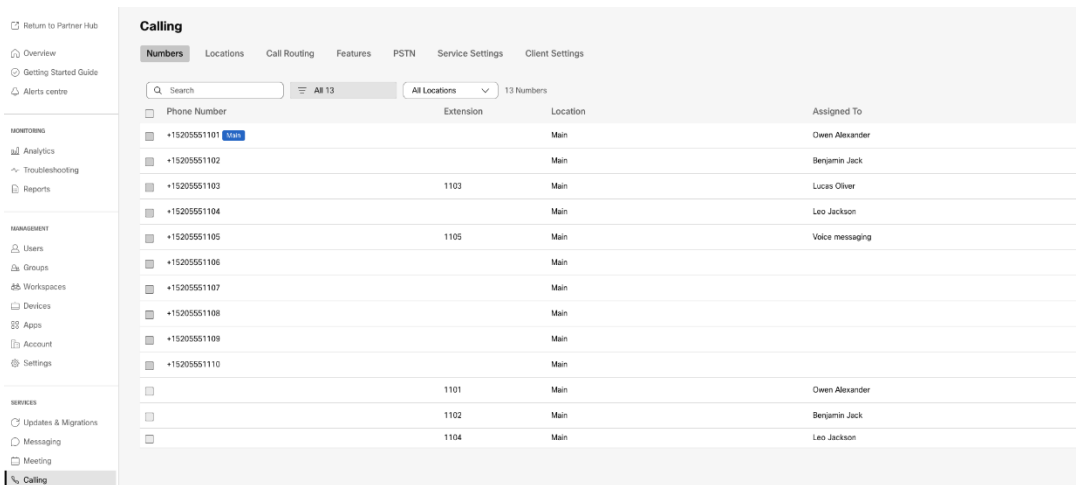 Return to Partner Hub
Overview
Getting Started Guide
Alerts centre
MONITORING
Analytics
Troubleshooting
Reports
MANAGEMENT
Users
Groups
Workspaces
Devices
Apps
Account
Settings
SERVICES
Updates & Migrations
Messaging
Meeting
Calling
Calling
Numbers Locations Call Routing Features PSTN Service Settings Client Settings
Search All 13 All Locations 13 Numbers
Phone Number Extension Location Assigned To
+15205551101 Main Main Owen Alexander
+15205551102 Main Benjamin Jack
+15205551103 1103 Main Lucas Oliver
+15205551104 Main Leo Jackson
+15205551105 1105 Main Voice messaging
+15205551106 Main
+15205551107 Main
+15205551108 Main
+15205551109 Main
+15205551110 Main
1101 Main Owen Alexander
1102 Main Benjamin Jack
1104 Main Leo Jackson